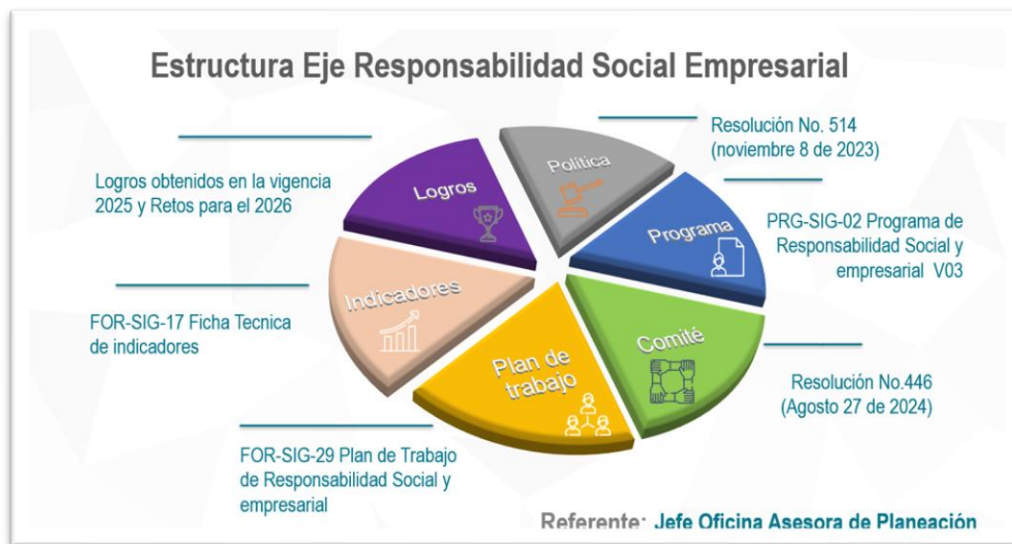 Estructura Eje Responsabilidad Social Empresarial
Política
Resolución No. 514
(noviembre 8 de 2023)
Programa
PRG-SIG-02 Programa de
Responsabilidad Social y
empresarial V03
Comité
Resolución No.446
(Agosto 27 de 2024)
Plan de
trabajo
FOR-SIG-29 Plan de Trabajo
de Responsabilidad Social y
empresarial
Indicadores
FOR-SIG-17 Ficha Tecnica
de indicadores
Logros
Logros obtenidos en la vigencia
2025 y Retos para el 2026
Referente: Jefe Oficina Asesora de Planeación